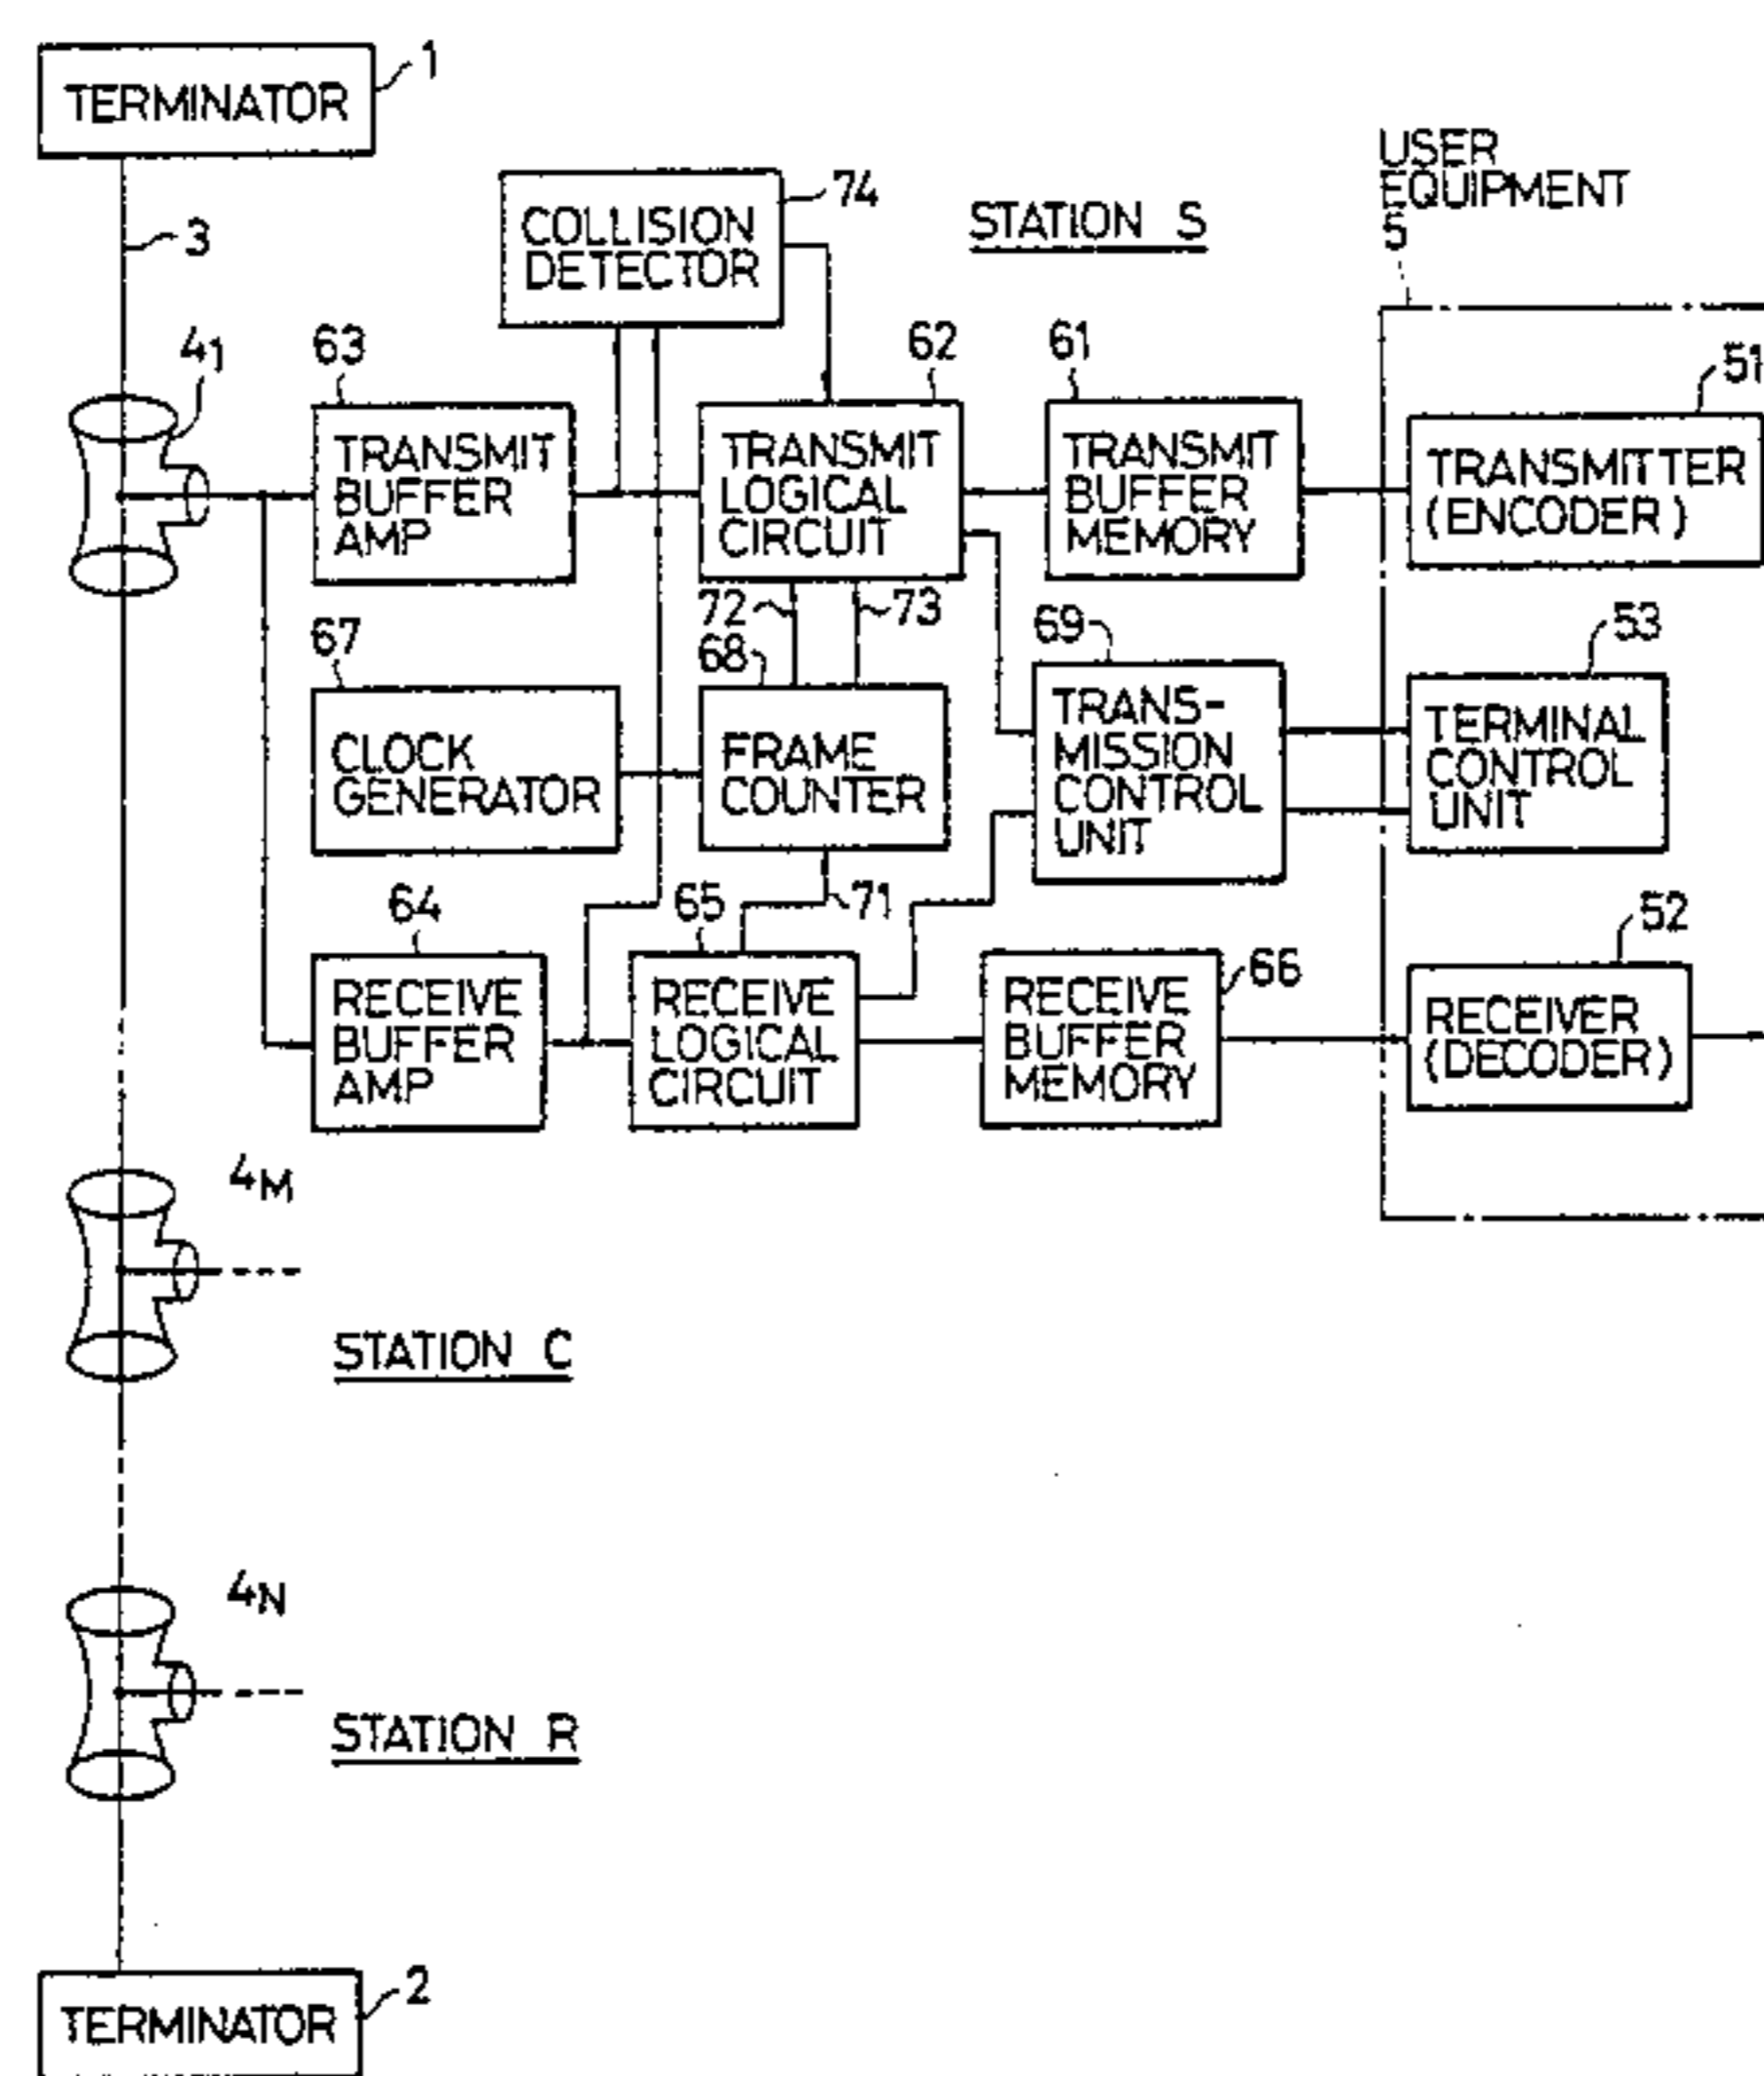 TERMINATOR
1
3
COLLISION
DETECTOR
74
STATION S
USER
EQUIPMENT
5
41
63
TRANSMIT
BUFFER
AMP
62
TRANSMIT
LOGICAL
CIRCUIT
61
TRANSMIT
BUFFER
MEMORY
51
TRANSMITTER
(ENCODER)
67
CLOCK
GENERATOR
72
73
68
FRAME
COUNTER
69
TRANS-
MISSION
CONTROL
UNIT
53
TERMINAL
CONTROL
UNIT
64
RECEIVE
BUFFER
AMP
65
71
RECEIVE
LOGICAL
CIRCUIT
66
RECEIVE
BUFFER
MEMORY
52
RECEIVER
(DECODER)
4M
STATION C
4N
STATION R
TERMINATOR
2